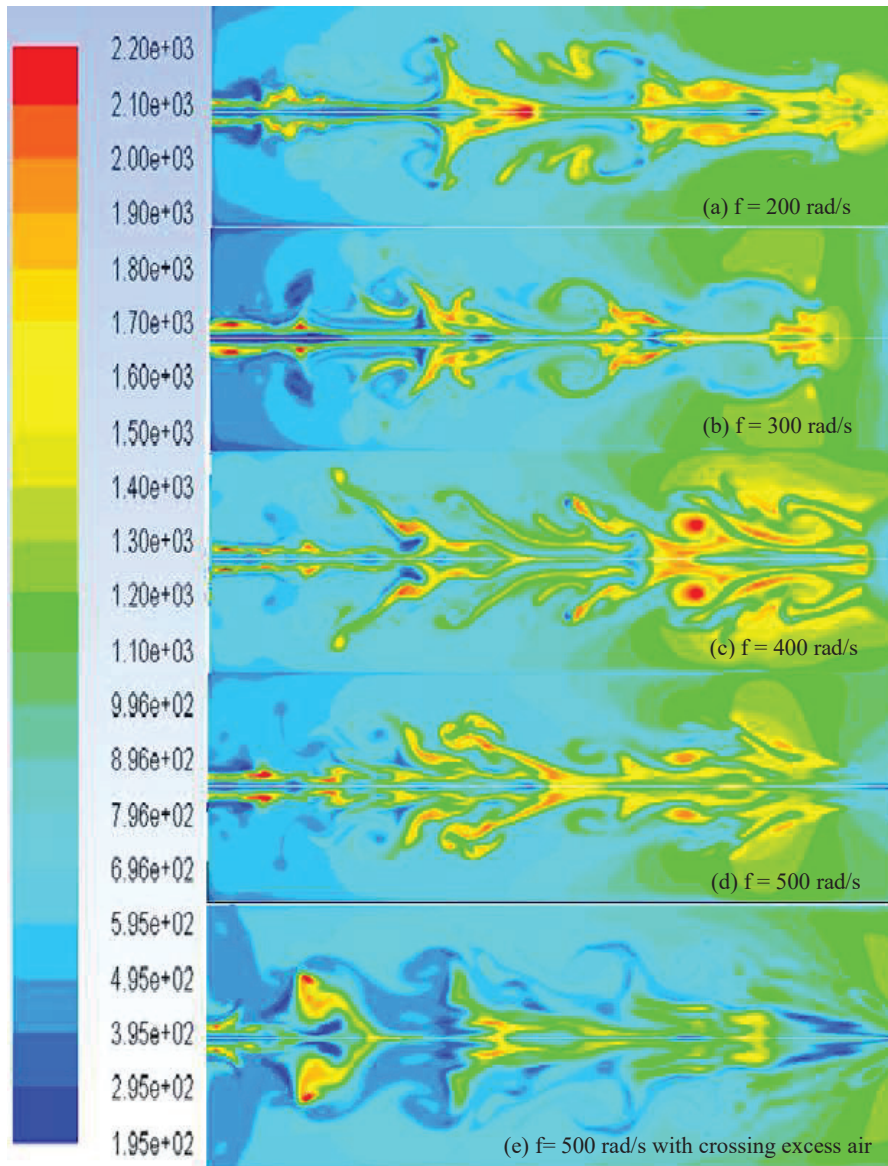 2.20e+03
2.10e+03
2.00e+03
1.90e+03
1.80e+03
1.70e+03
1.60e+03
1.50e+03
1.40e+03
1.30e+03
1.20e+03
1.10e+03
9.96e+02
8.96e+02
7.96e+02
6.96e+02
5.95e+02
4.95e+02
3.95e+02
2.95e+02
1.95e+02
(a) f = 200 rad/s
(b) f = 300 rad/s
(c) f = 400 rad/s
(d) f = 500 rad/s
(e) f= 500 rad/s with crossing excess air